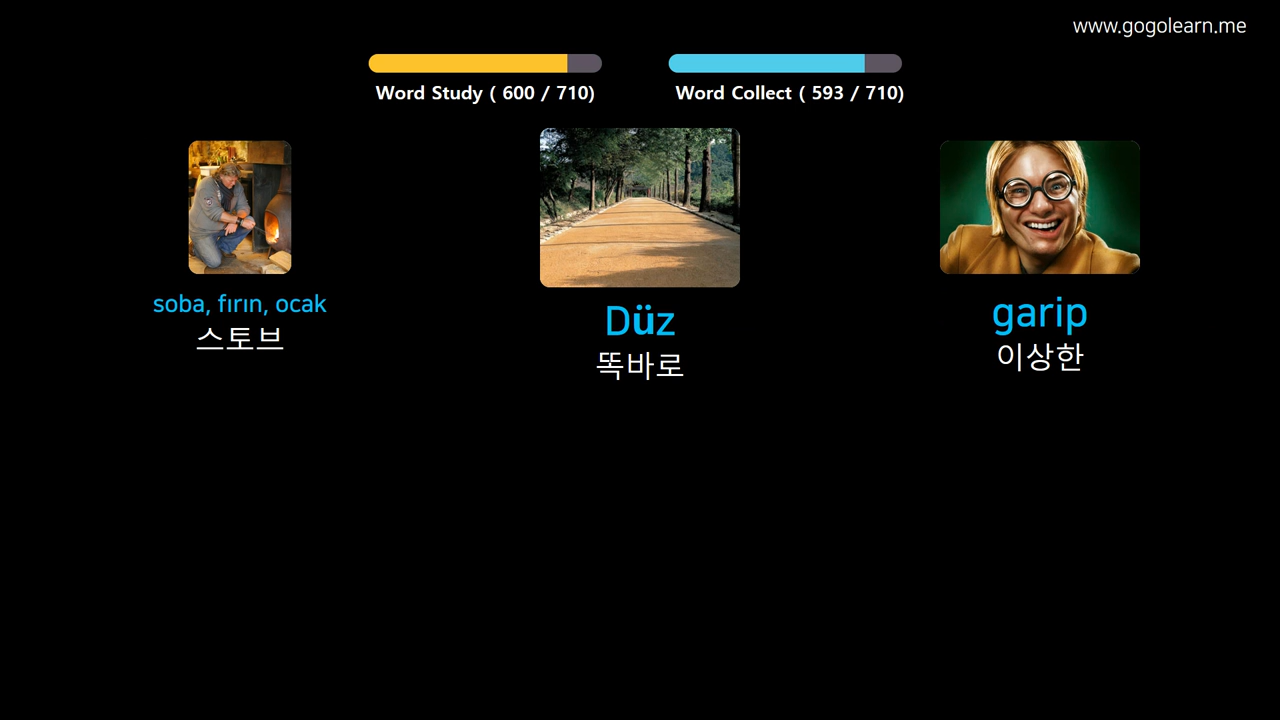 www.gogolearn.me
Word Study ( 600 / 710)
Word Collect ( 593 / 710)
soba, fırın, ocak
스토브
Düz
똑바로
garip
이상한